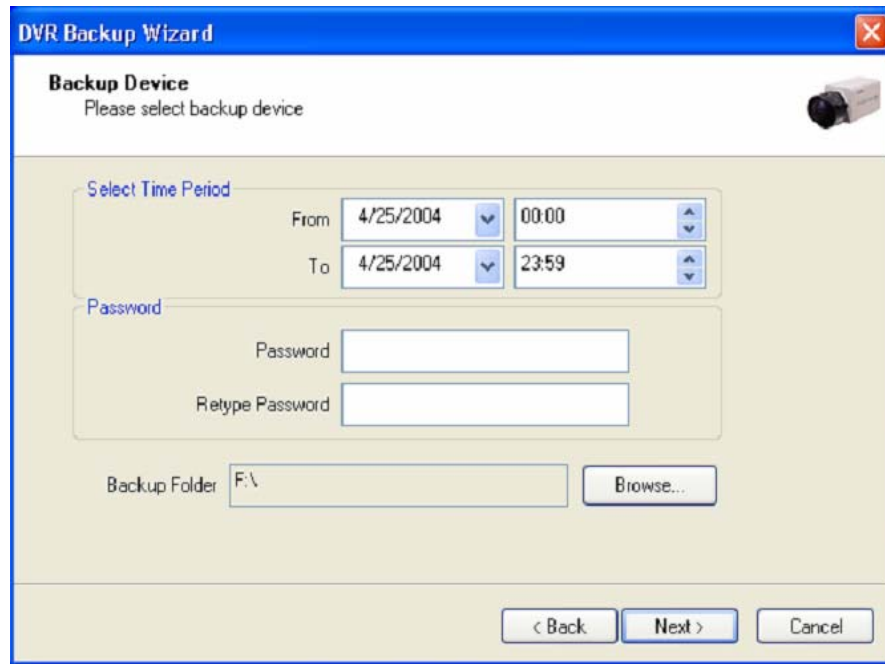 DVR Backup Wizard
Backup Device
Please select backup device
Select Time Period
From 4/25/2004 00:00
To 4/25/2004 23:59
Password
Password
Retype Password
Backup Folder F:\ Browse...
< Back Next > Cancel